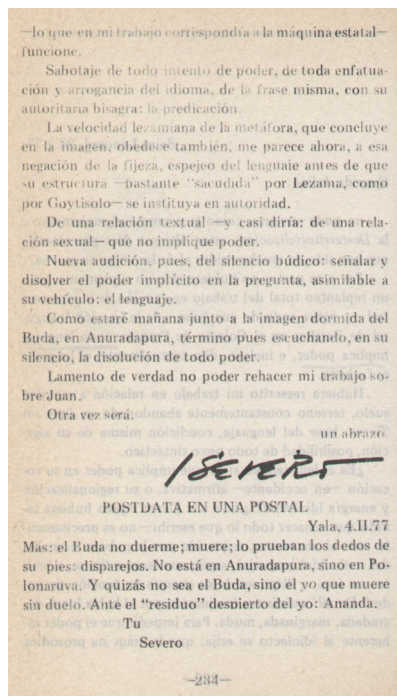 —lo que en mi trabajo correspondía a la máquina estatal—
funcione.
Sabotaje de todo intento de poder, de toda enfatua-
ción y arrogancia del idioma, de la frase misma, con su
autoritaria bisagra: la predicación.
La velocidad lezamiana de la metáfora, que concluye
en la imagen, obedece también, me parece ahora, a esa
negación de la fijeza, espejeo del lenguaje antes de que
su estructura —bastante "sacudida" por Lezama, como
por Goytisolo— se instituya en autoridad.
De una relación textual —y casi diría: de una rela-
ción sexual— que no implique poder.
Nueva audición, pues, del silencio búdico: señalar y
disolver el poder implícito en la pregunta, asimilable a
su vehículo: el lenguaje.
Como estaré mañana junto a la imagen dormida del
Buda, en Anuradapura, término pues escuchando, en su
silencio, la disolución de todo poder.
Lamento de verdad no poder rehacer mi trabajo so-
bre Juan.
Otra vez será.
un abrazo
SEVERO
POSTDATA EN UNA POSTAL
Yala, 4.II.77
Mas: el Buda no duerme; muere; lo prueban los dedos de
su pies: disparejos. No está en Anuradapura, sino en Po-
lonaruva. Y quizás no sea el Buda, sino el yo que muere
sin duelo. Ante el "residuo" despierto del yo: Ananda.
Tu
Severo
—234—